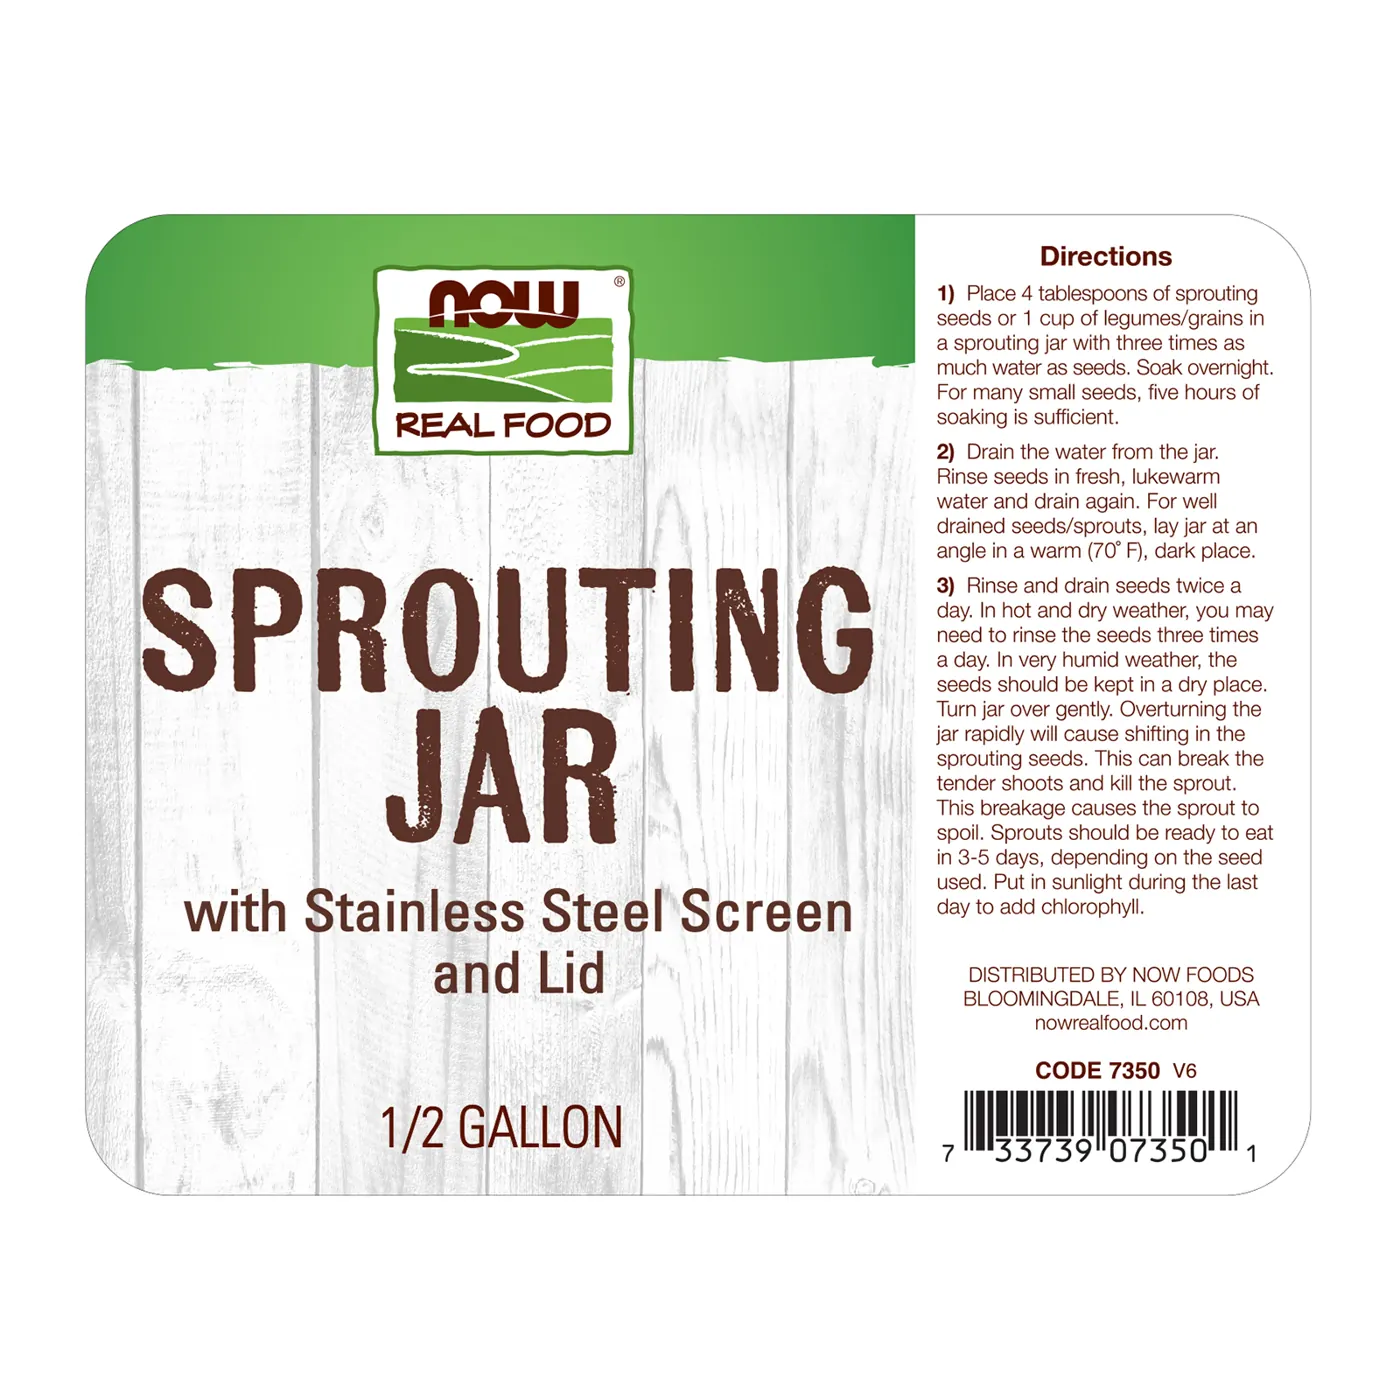 now®
REAL FOOD
SPROUTING
JAR
with Stainless Steel Screen
and Lid
1/2 GALLON
Directions
1) Place 4 tablespoons of sprouting
seeds or 1 cup of legumes/grains in
a sprouting jar with three times as
much water as seeds. Soak overnight.
For many small seeds, five hours of
soaking is sufficient.
2) Drain the water from the jar.
Rinse seeds in fresh, lukewarm
water and drain again. For well
drained seeds/sprouts, lay jar at an
angle in a warm (70° F), dark place.
3) Rinse and drain seeds twice a
day. In hot and dry weather, you may
need to rinse the seeds three times
a day. In very humid weather, the
seeds should be kept in a dry place.
Turn jar over gently. Overturning the
jar rapidly will cause shifting in the
sprouting seeds. This can break the
tender shoots and kill the sprout.
This breakage causes the sprout to
spoil. Sprouts should be ready to eat
in 3-5 days, depending on the seed
used. Put in sunlight during the last
day to add chlorophyll.
DISTRIBUTED BY NOW FOODS
BLOOMINGDALE, IL 60108, USA
nowrealfood.com
CODE 7350 V6
7 33739 07350 1